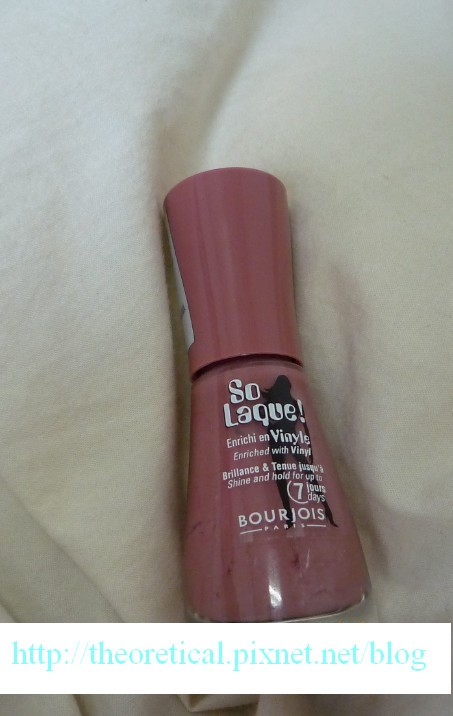 So
Laque!
Enrichi en Vinyle
Enriched with Vinyl
Brillance & Tenue jusqu'à
Shine and hold for up to
7 jours
days
BOURJOIS
PARIS
http://theoretical.pixnet.net/blog